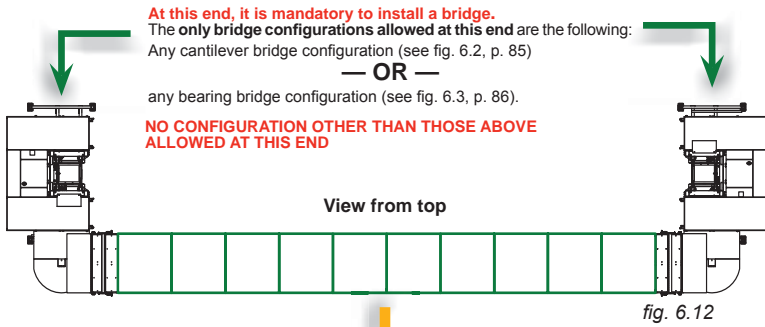 At this end, it is mandatory to install a bridge.
The only bridge configurations allowed at this end are the following:
Any cantilever bridge configuration (see fig. 6.2, p. 85)
— OR —
any bearing bridge configuration (see fig. 6.3, p. 86).
NO CONFIGURATION OTHER THAN THOSE ABOVE
ALLOWED AT THIS END
View from top
fig. 6.12